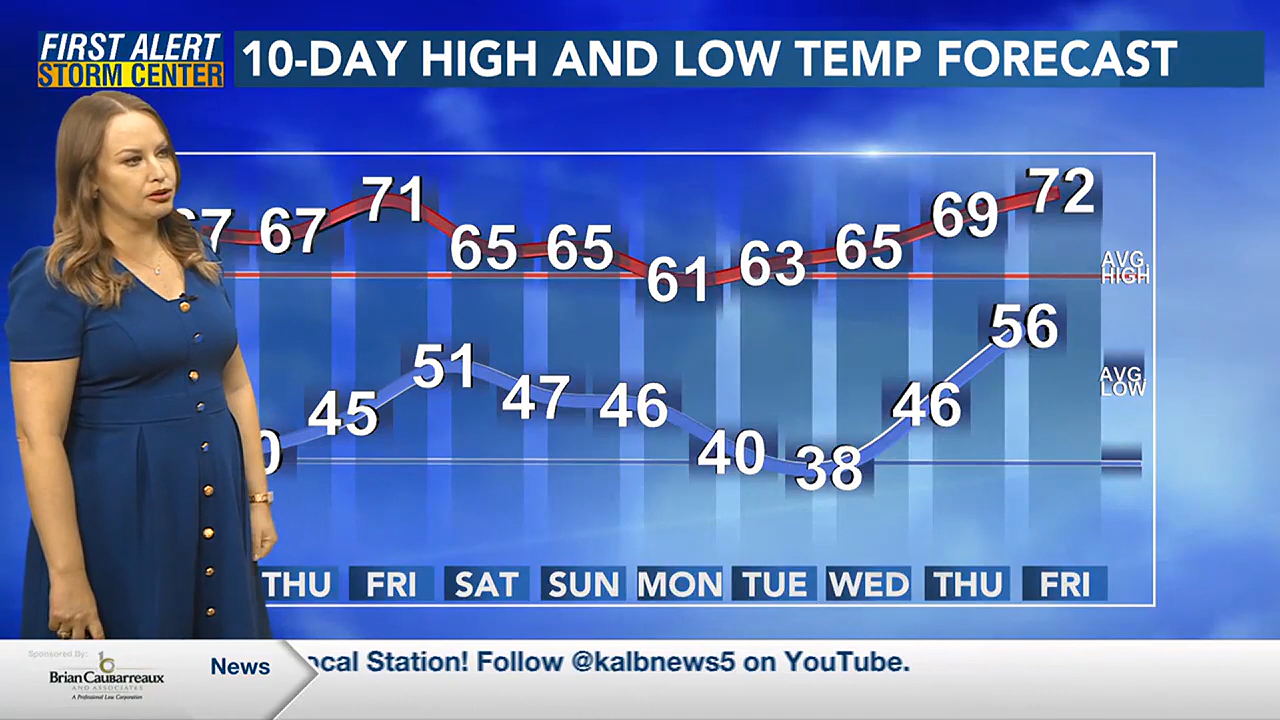 FIRST ALERT
STORM CENTER
10-DAY HIGH AND LOW TEMP FORECAST
67 71 65 65 61 63 65 69 72
AVG HIGH
45 51 47 46 40 38 46 56
AVG LOW
THU FRI SAT SUN MON TUE WED THU FRI
Sponsored By:
Brian Caubarreaux
AND ASSOCIATES
A Professional Law Corporation
News
ocal Station! Follow @kalbnews5 on YouTube.